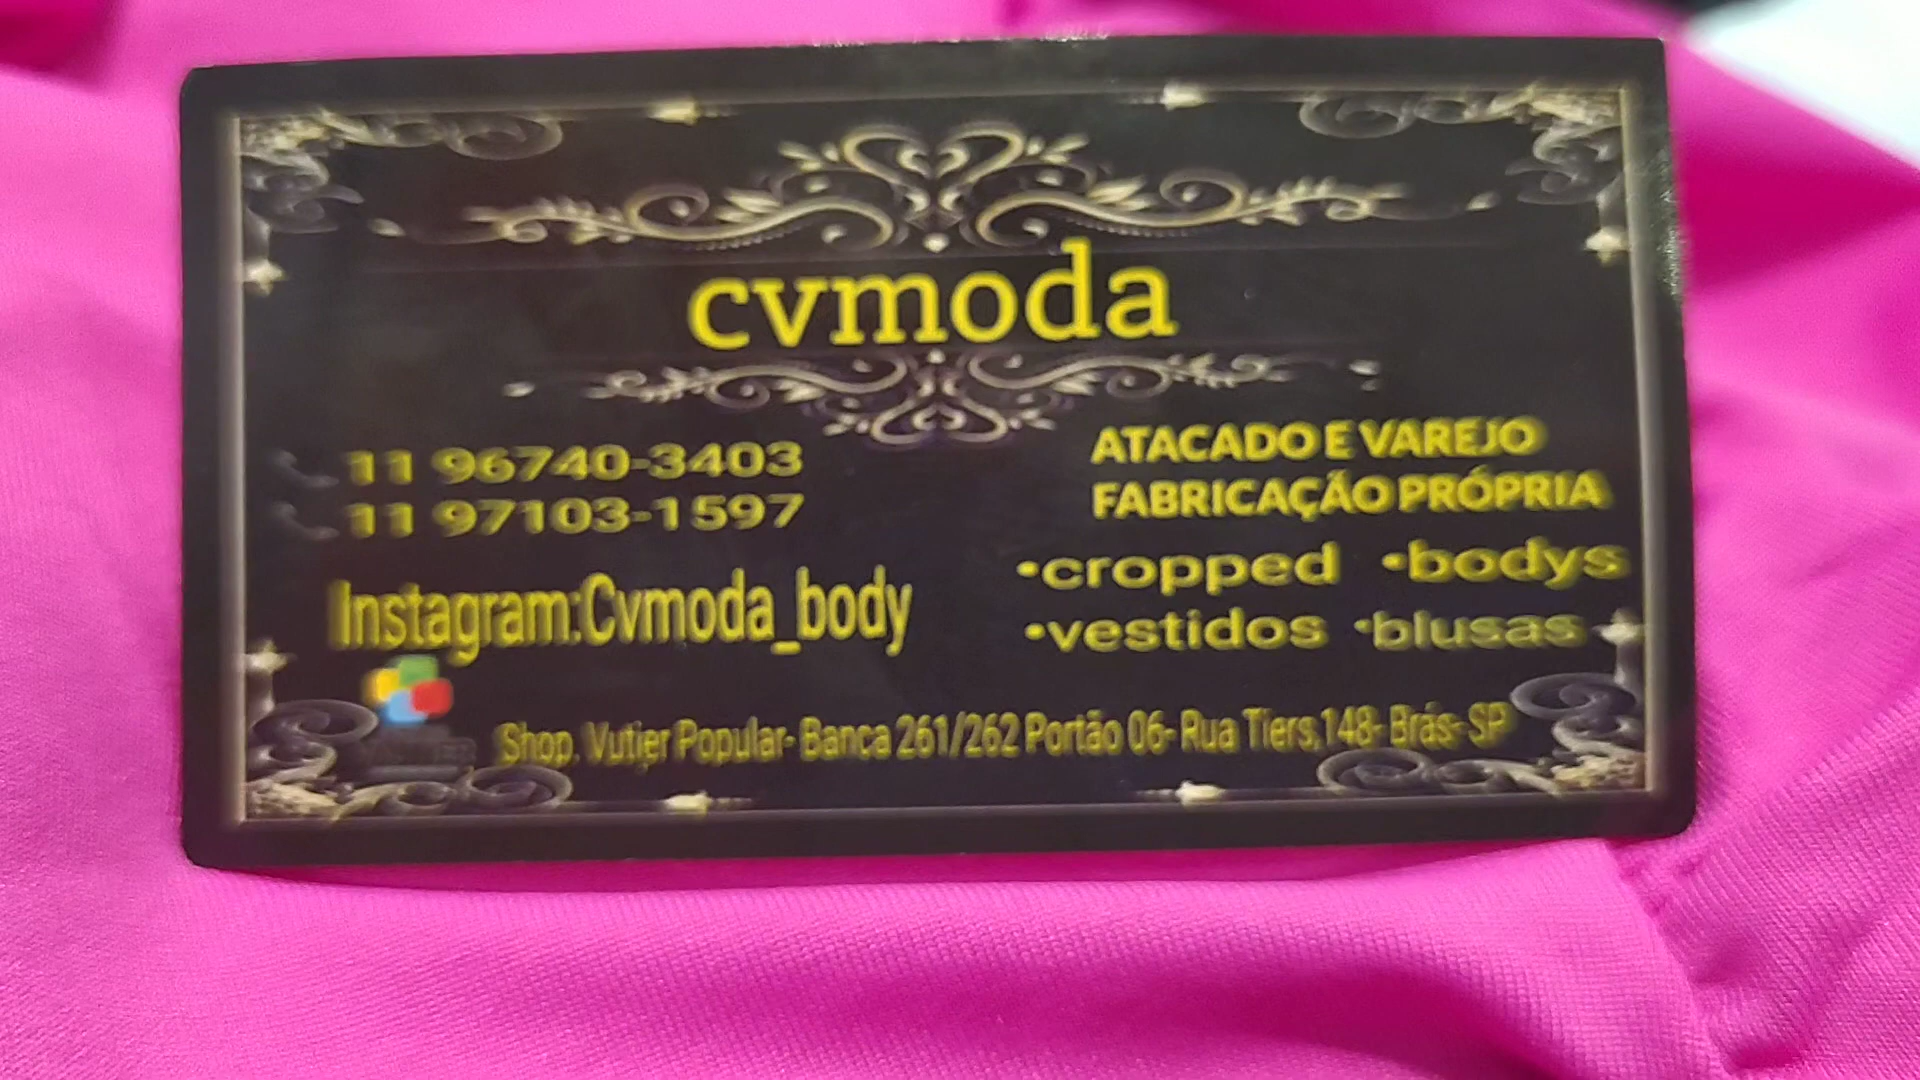 cvmoda
11 96740-3403
11 97103-1597
Instagram:Cvmoda_body
ATACADO E VAREJO
FABRICAÇÃO PRÓPRIA
•cropped •bodys
•vestidos •blusas
Shop. Vutier Popular- Banca 261/262 Portão 06- Rua Tiers,148- Brás- SP